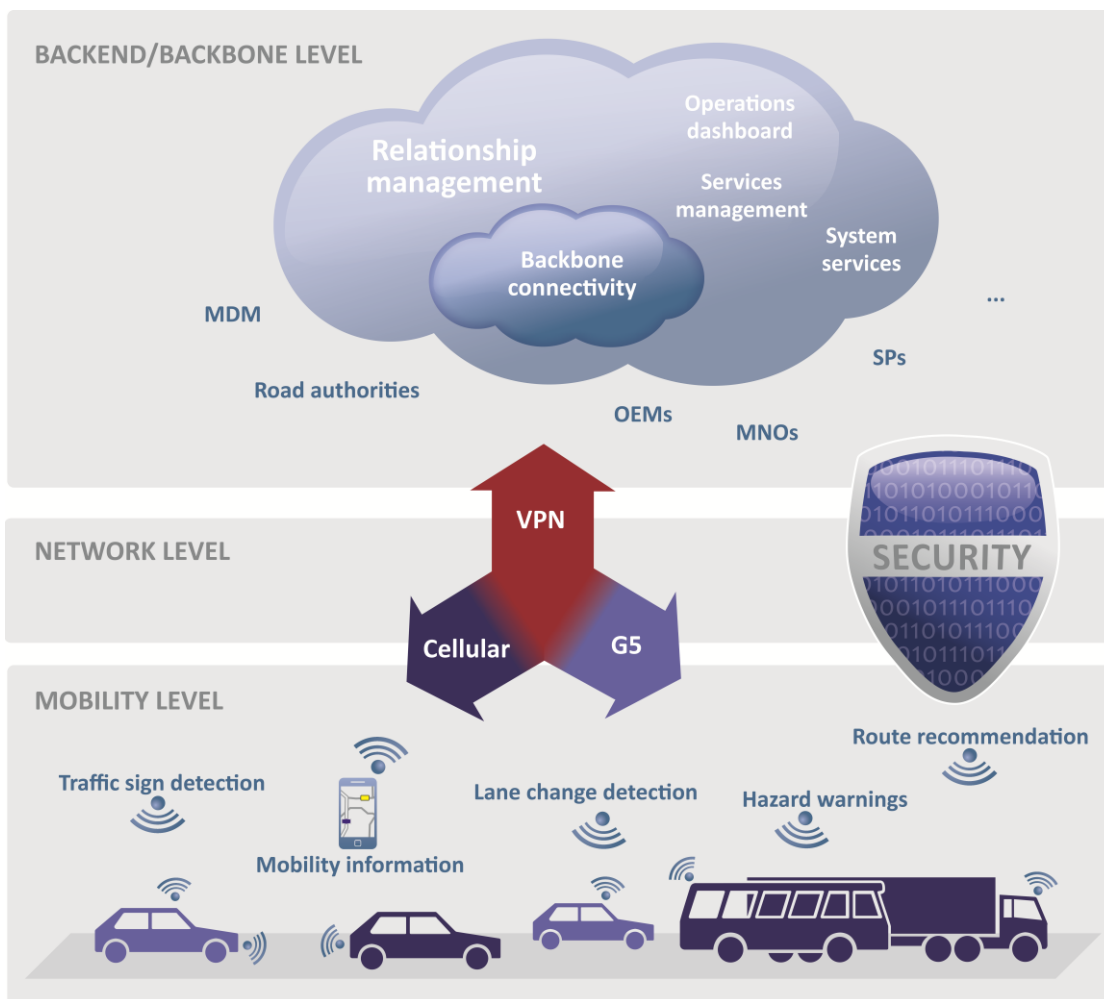 BACKEND/BACKBONE LEVEL
Operations
dashboard
Relationship
management
Services
management
System
services
Backbone
connectivity
...
MDM
SPs
Road authorities
OEMs
MNOs
VPN
NETWORK LEVEL
SECURITY
Cellular
G5
MOBILITY LEVEL
Route recommendation
Traffic sign detection
Lane change detection
Hazard warnings
Mobility information